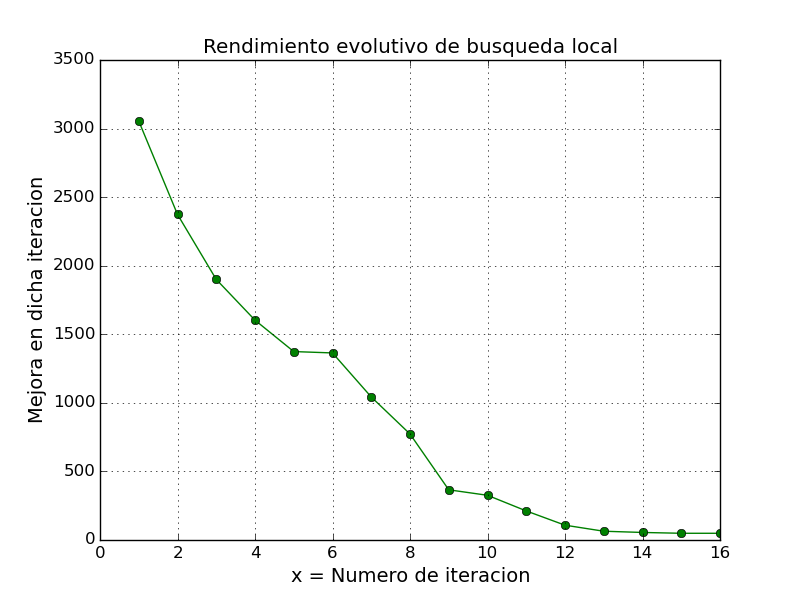 Rendimiento evolutivo de busqueda local
3500
3000
2500
2000
1500
1000
500
0
Mejora en dicha iteracion
0 2 4 6 8 10 12 14 16
x = Numero de iteracion